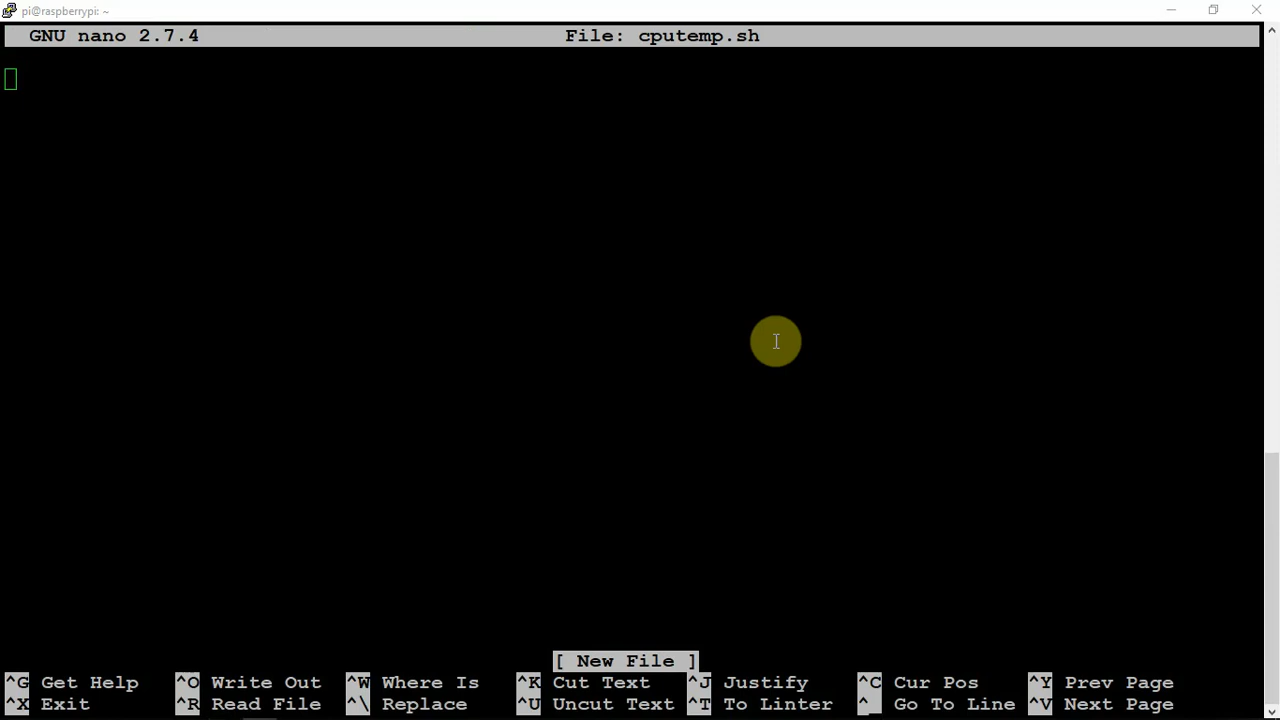 pi@raspberrypi: ~
GNU nano 2.7.4 File: cputemp.sh
[ New File ]
^G Get Help ^O Write Out ^W Where Is ^K Cut Text ^J Justify ^C Cur Pos ^Y Prev Page
^X Exit ^R Read File ^\ Replace ^U Uncut Text ^T To Linter ^_ Go To Line ^V Next Page